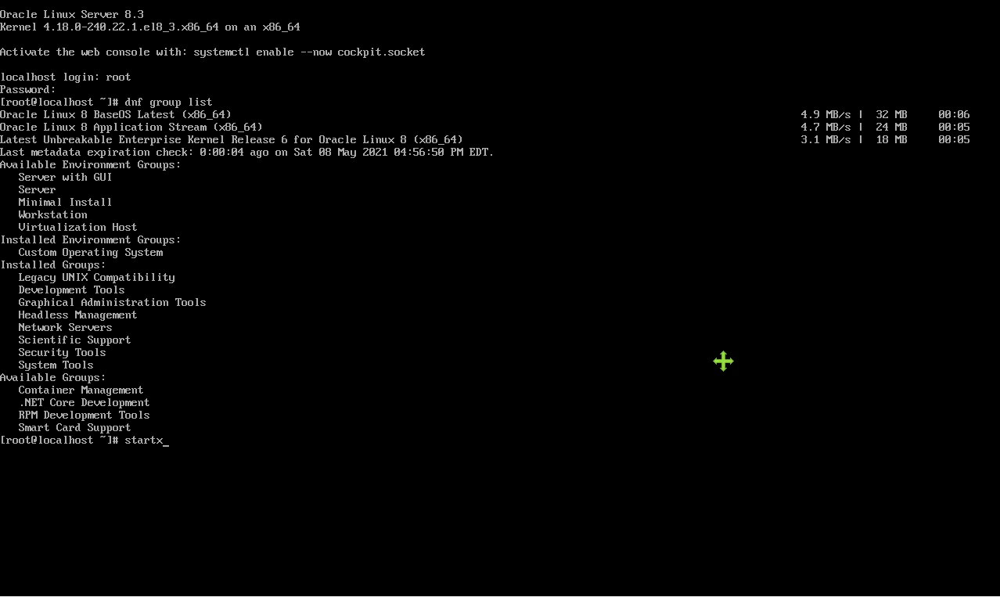 Oracle Linux Server 8.3
Kernel 4.18.0-240.22.1.el8_3.x86_64 on an x86_64
Activate the web console with: systemctl enable --now cockpit.socket
localhost login: root
Password:
[root@localhost ~]# dnf group list
Oracle Linux 8 BaseOS Latest (x86_64) 4.9 MB/s | 32 MB 00:06
Oracle Linux 8 Application Stream (x86_64) 4.7 MB/s | 24 MB 00:05
Latest Unbreakable Enterprise Kernel Release 6 for Oracle Linux 8 (x86_64) 3.1 MB/s | 18 MB 00:05
Last metadata expiration check: 0:00:04 ago on Sat 08 May 2021 04:56:50 PM EDT.
Available Environment Groups:
Server with GUI
Server
Minimal Install
Workstation
Virtualization Host
Installed Environment Groups:
Custom Operating System
Installed Groups:
Legacy UNIX Compatibility
Development Tools
Graphical Administration Tools
Headless Management
Network Servers
Scientific Support
Security Tools
System Tools
Available Groups:
Container Management
.NET Core Development
RPM Development Tools
Smart Card Support
[root@localhost ~]# startx_